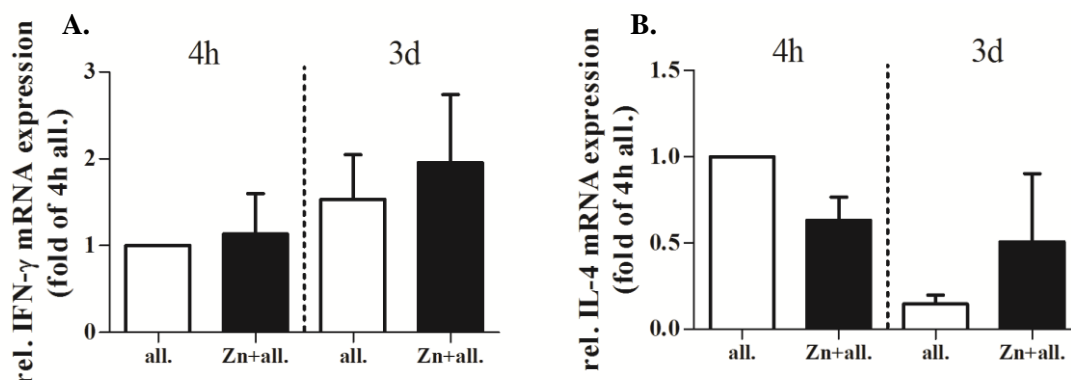 A.
rel. IFN-γ mRNA expression
(fold of 4h all.)
4h
3d
3
2
1
0
all.
Zn+all.
all.
Zn+all.
B.
rel. IL-4 mRNA expression
(fold of 4h all.)
4h
3d
1.5
1.0
0.5
0.0
all.
Zn+all.
all.
Zn+all.